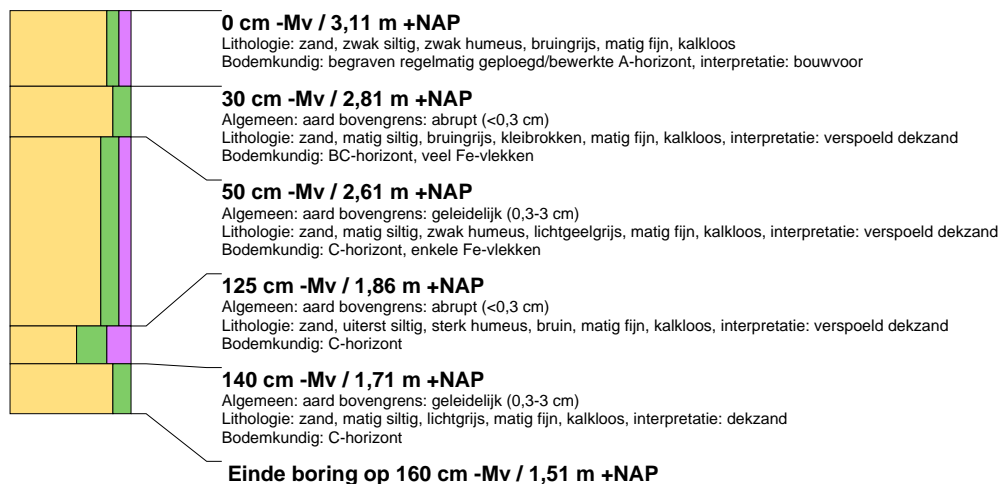 0 cm -Mv / 3,11 m +NAP
Lithologie: zand, zwak siltig, zwak humeus, bruingrijs, matig fijn, kalkloos
Bodemkundig: begraven regelmatig geploegd/bewerkte A-horizont, interpretatie: bouwvoor
30 cm -Mv / 2,81 m +NAP
Algemeen: aard bovengrens: abrupt (<0,3 cm)
Lithologie: zand, matig siltig, bruingrijs, kleibrokken, matig fijn, kalkloos, interpretatie: verspoeld dekzand
Bodemkundig: BC-horizont, veel Fe-vlekken
50 cm -Mv / 2,61 m +NAP
Algemeen: aard bovengrens: geleidelijk (0,3-3 cm)
Lithologie: zand, matig siltig, zwak humeus, lichtgeelgrijs, matig fijn, kalkloos, interpretatie: verspoeld dekzand
Bodemkundig: C-horizont, enkele Fe-vlekken
125 cm -Mv / 1,86 m +NAP
Algemeen: aard bovengrens: abrupt (<0,3 cm)
Lithologie: zand, uiterst siltig, sterk humeus, bruin, matig fijn, kalkloos, interpretatie: verspoeld dekzand
Bodemkundig: C-horizont
140 cm -Mv / 1,71 m +NAP
Algemeen: aard bovengrens: geleidelijk (0,3-3 cm)
Lithologie: zand, matig siltig, lichtgrijs, matig fijn, kalkloos, interpretatie: dekzand
Bodemkundig: C-horizont
Einde boring op 160 cm -Mv / 1,51 m +NAP